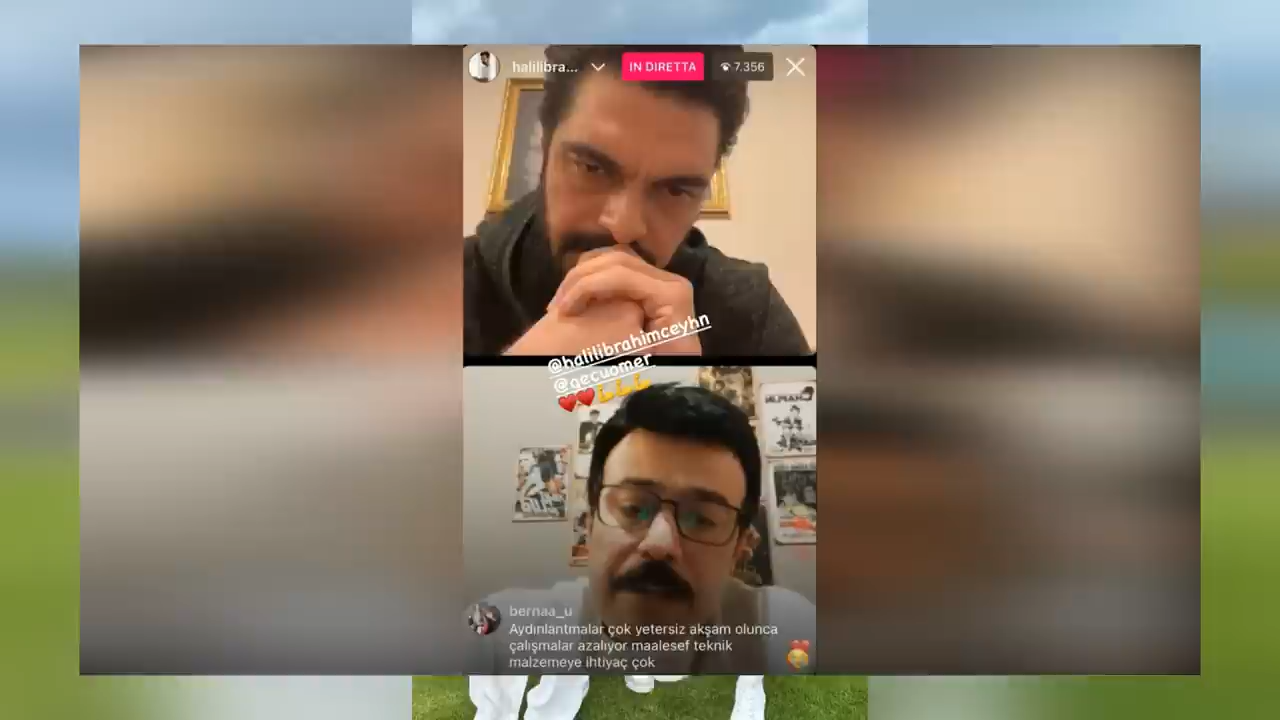 halilibra...
IN DIRETTA
7.356
@halilibrahimceyhn
@aecuomer
bernaa_u
Aydınlantmalar çok yetersiz akşam olunca
çalışmalar azalıyor maalesef teknik
malzemeye ihtiyaç çok